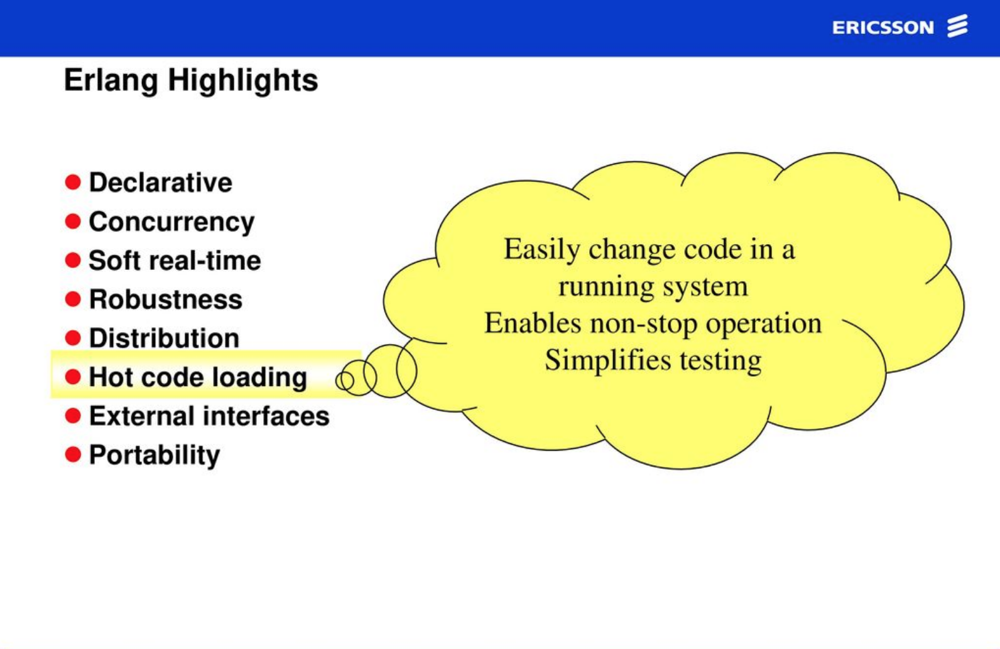 ERICSSON
Erlang Highlights
Declarative
Concurrency
Soft real-time
Robustness
Distribution
Hot code loading
External interfaces
Portability
Easily change code in a
running system
Enables non-stop operation
Simplifies testing